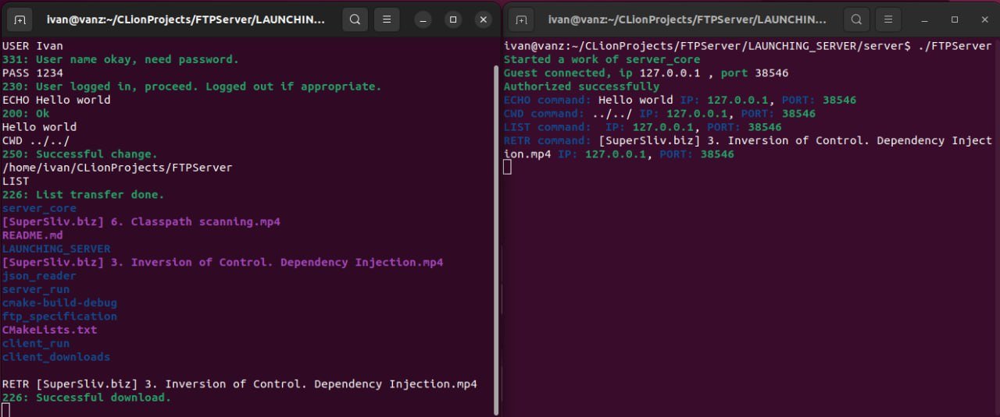 ivan@vanz:~/CLionProjects/FTPServer/LAUNCHIN...
USER Ivan
331: User name okay, need password.
PASS 1234
230: User logged in, proceed. Logged out if appropriate.
ECHO Hello world
200: Ok
Hello world
CWD ../../
250: Successful change.
/home/ivan/CLionProjects/FTPServer
LIST
226: List transfer done.
server_core
[SuperSliv.biz] 6. Classpath scanning.mp4
README.md
LAUNCHING_SERVER
[SuperSliv.biz] 3. Inversion of Control. Dependency Injection.mp4
json_reader
server_run
cmake-build-debug
ftp_specification
CMakeLists.txt
client_run
client_downloads
RETR [SuperSliv.biz] 3. Inversion of Control. Dependency Injection.mp4
226: Successful download.
ivan@vanz:~/CLionProjects/FTPServer/LAUNCHIN...
ivan@vanz:~/CLionProjects/FTPServer/LAUNCHING_SERVER/server$ ./FTPServer
Started a work of server_core
Guest connected, ip 127.0.0.1 , port 38546
Authorized successfully
ECHO command: Hello world IP: 127.0.0.1, PORT: 38546
CWD command: ../../ IP: 127.0.0.1, PORT: 38546
LIST command:  IP: 127.0.0.1, PORT: 38546
RETR command: [SuperSliv.biz] 3. Inversion of Control. Dependency Inject
ion.mp4 IP: 127.0.0.1, PORT: 38546